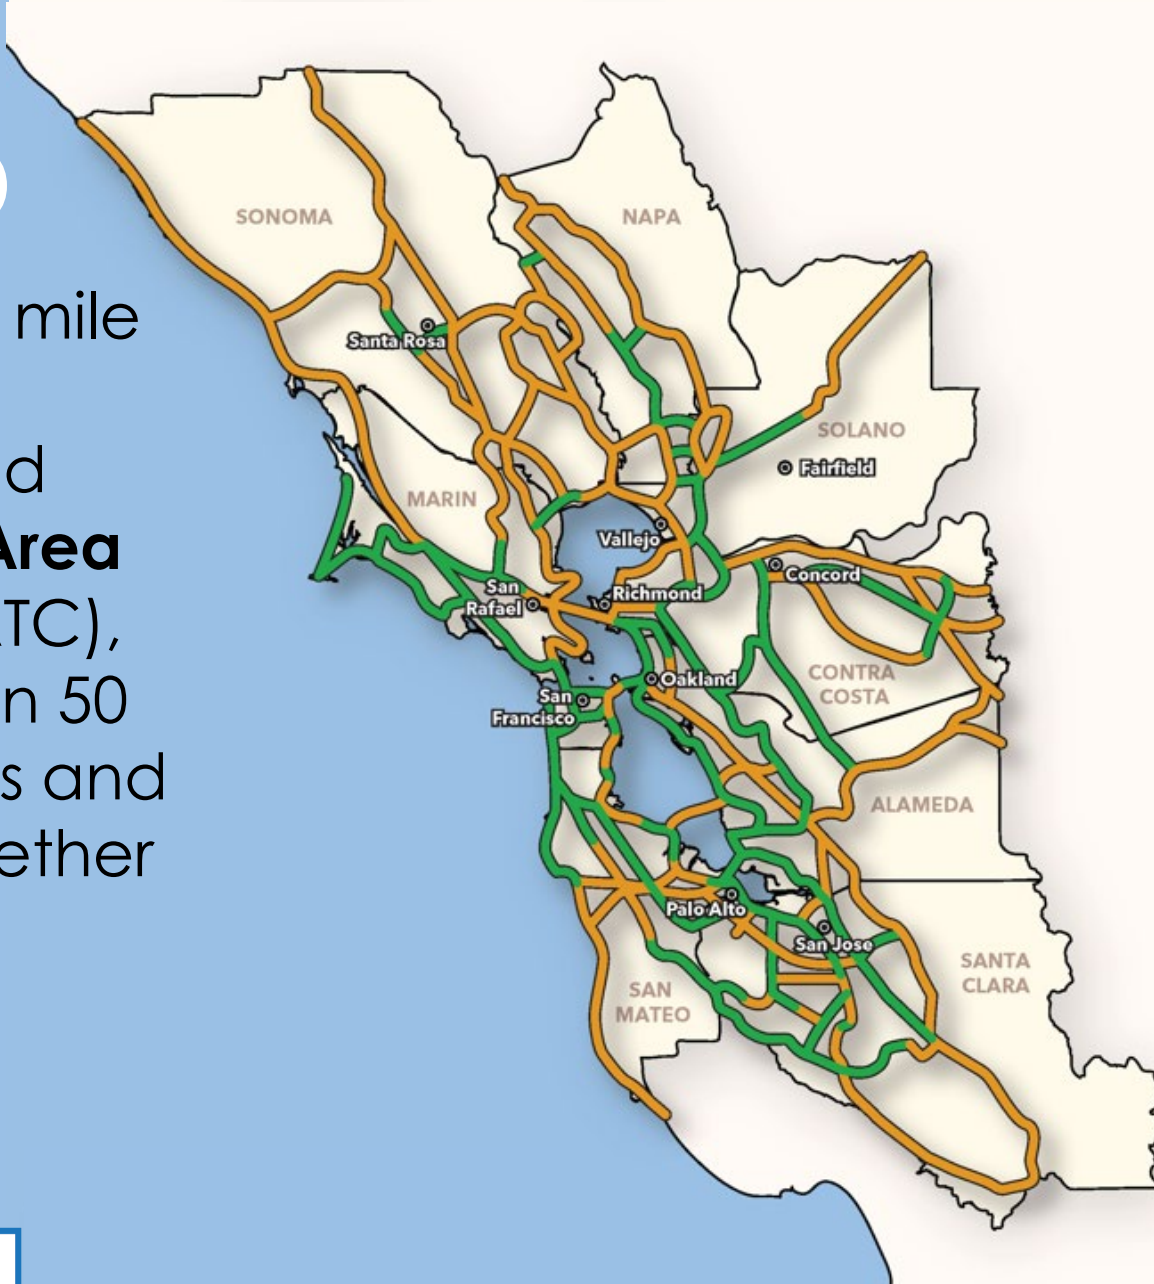 mile
d
Area
TC),
n 50
s and
ether
SONOMA
NAPA
Santa Rosa
SOLANO
Fairfield
MARIN
Vallejo
Concord
San
Rafael
Richmond
CONTRA
COSTA
Oakland
San
Francisco
ALAMEDA
Palo Alto
San Jose
SANTA
CLARA
SAN
MATEO